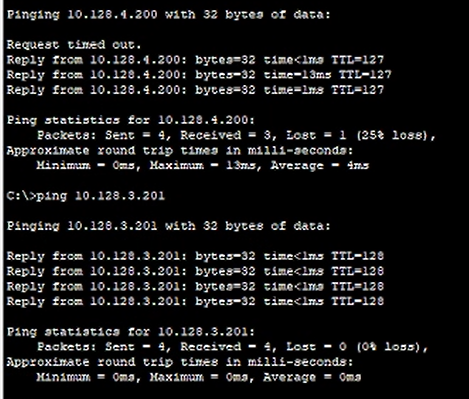 Pinging 10.128.4.200 with 32 bytes of data:
Request timed out.
Reply from 10.128.4.200: bytes=32 time<1ms TTL=127
Reply from 10.128.4.200: bytes=32 time=13ms TTL=127
Reply from 10.128.4.200: bytes=32 time=1ms TTL=127
Ping statistics for 10.128.4.200:
Packets: Sent = 4, Received = 3, Lost = 1 (25% loss),
Approximate round trip times in milli-seconds:
Minimum = 0ms, Maximum = 13ms, Average = 4ms
C:\>ping 10.128.3.201
Pinging 10.128.3.201 with 32 bytes of data:
Reply from 10.128.3.201: bytes=32 time<1ms TTL=128
Reply from 10.128.3.201: bytes=32 time<1ms TTL=128
Reply from 10.128.3.201: bytes=32 time<1ms TTL=128
Reply from 10.128.3.201: bytes=32 time<1ms TTL=128
Ping statistics for 10.128.3.201:
Packets: Sent = 4, Received = 4, Lost = 0 (0% loss),
Approximate round trip times in milli-seconds:
Minimum = 0ms, Maximum = 0ms, Average = 0ms